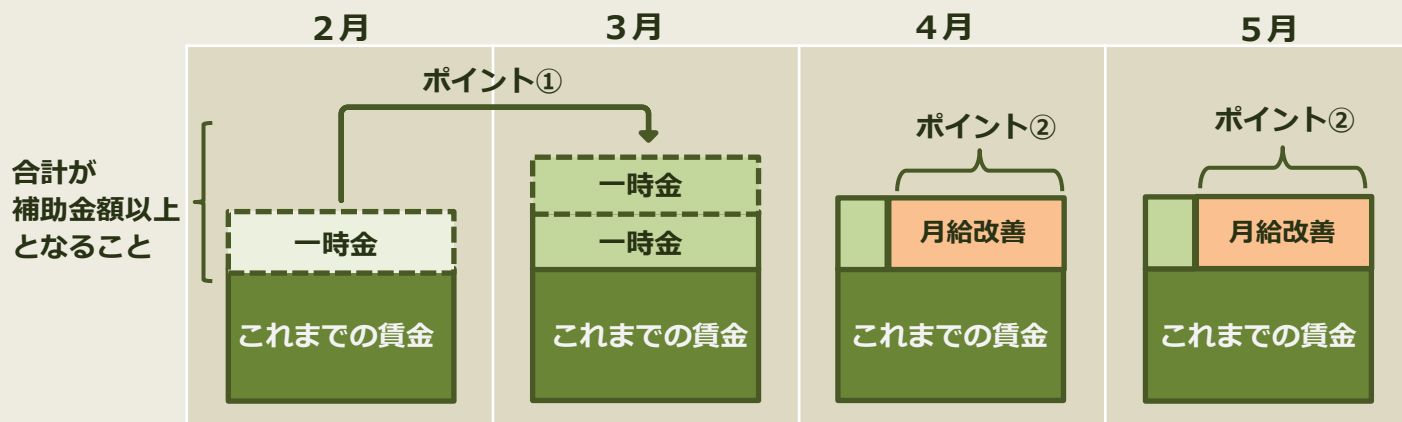 2月
3月
4月
5月
ポイント①
ポイント②
ポイント②
合計が
補助金額以上
となること
一時金
一時金
一時金
月給改善
月給改善
これまでの賃金
これまでの賃金
これまでの賃金
これまでの賃金